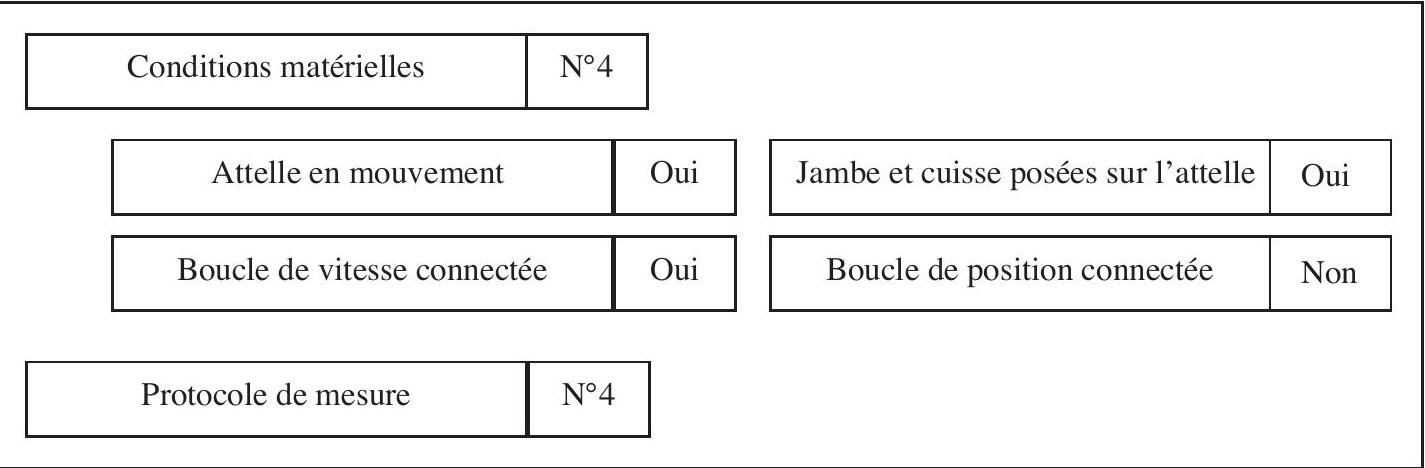 Conditions matérielles N°4
Attelle en mouvement Oui Jambe et cuisse posées sur l'attelle Oui
Boucle de vitesse connectée Oui Boucle de position connectée Non
Protocole de mesure N°4